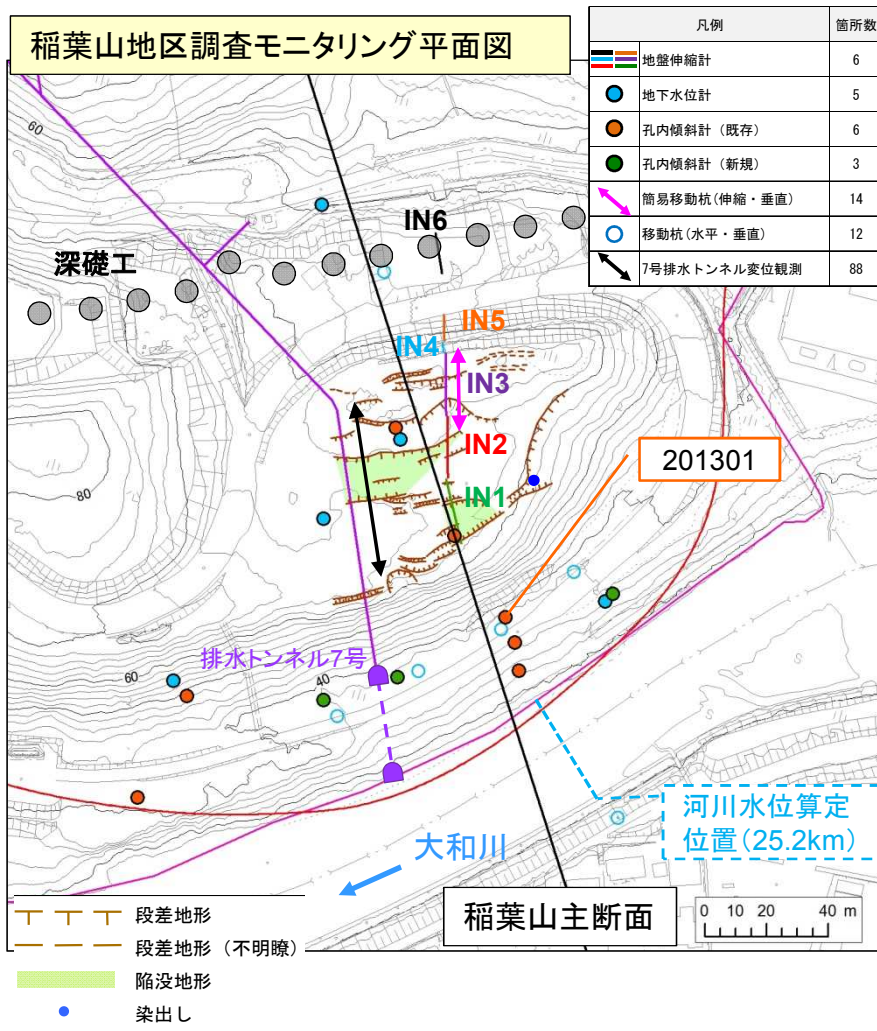 稲葉山地区調査モニタリング平面図
凡例 箇所数
地盤伸縮計 6
地下水位計 5
孔内傾斜計（既存） 6
孔内傾斜計（新規） 3
簡易移動杭(伸縮・垂直) 14
移動杭(水平・垂直) 12
7号排水トンネル変位観測 88
60
IN6
深礎工
IN5
IN4
IN3
IN2
201301
80
IN1
排水トンネル7号
60
40
河川水位算定
位置(25.2km)
大和川
稲葉山主断面
0 10 20 40 m
段差地形
段差地形（不明瞭）
陥没地形
染出し